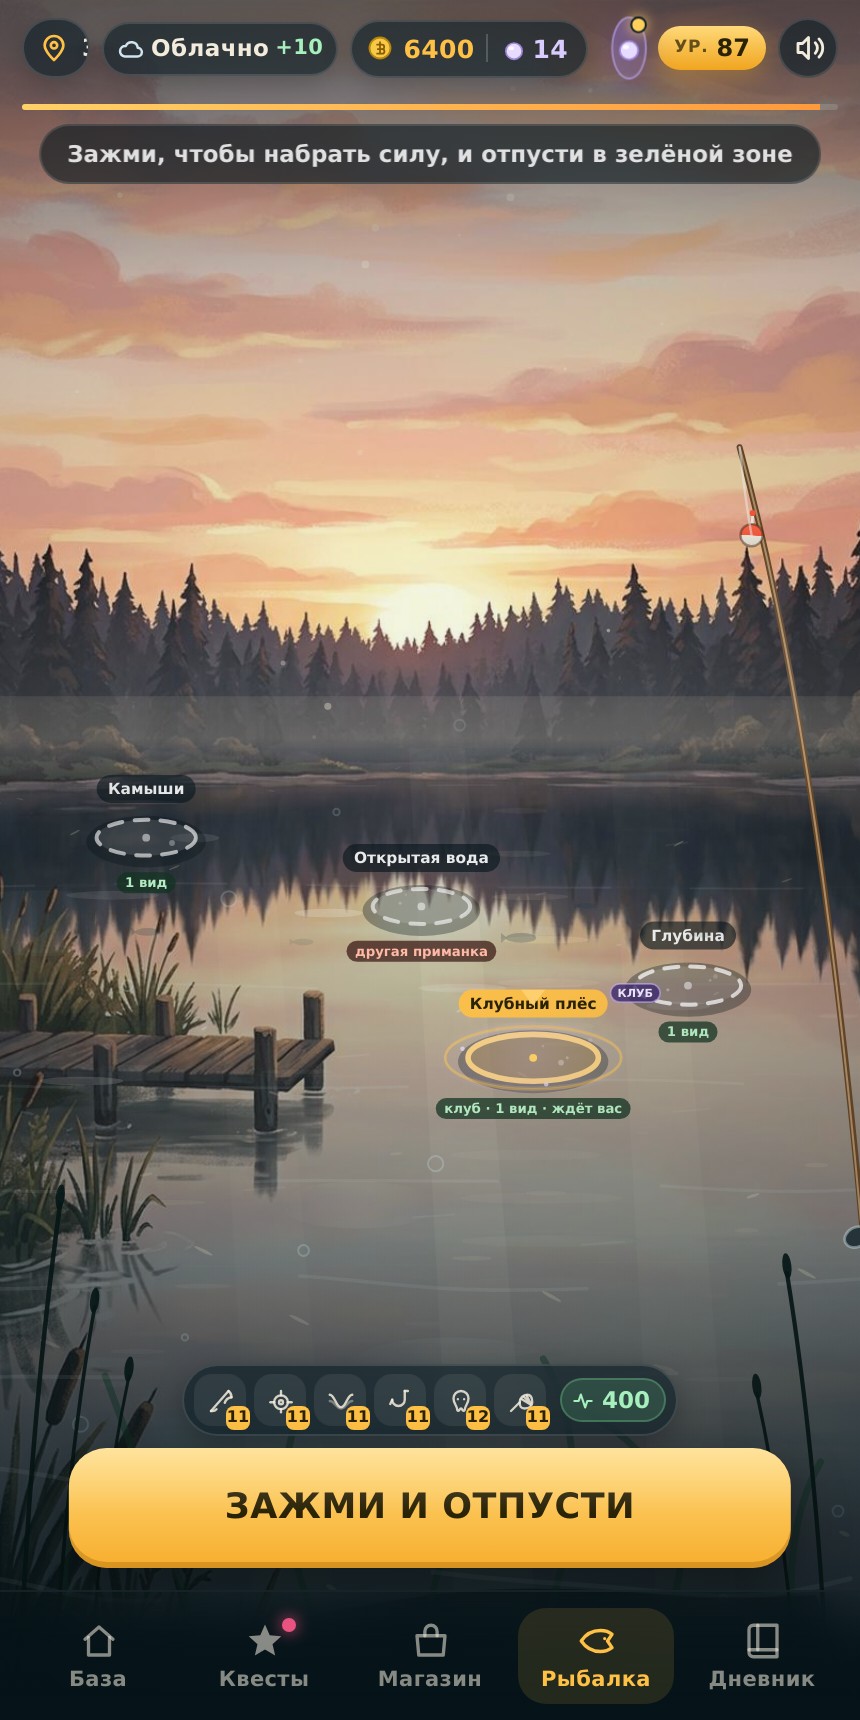 Облачно +10
6400
14
УР. 87
Зажми, чтобы набрать силу, и отпусти в зелёной зоне
Камыши
1 вид
Открытая вода
другая приманка
Глубина
КЛУБ
1 вид
Клубный плёс
клуб · 1 вид · ждёт вас
11
11
11
11
12
11
400
ЗАЖМИ И ОТПУСТИ
База
Квесты
Магазин
Рыбалка
Дневник